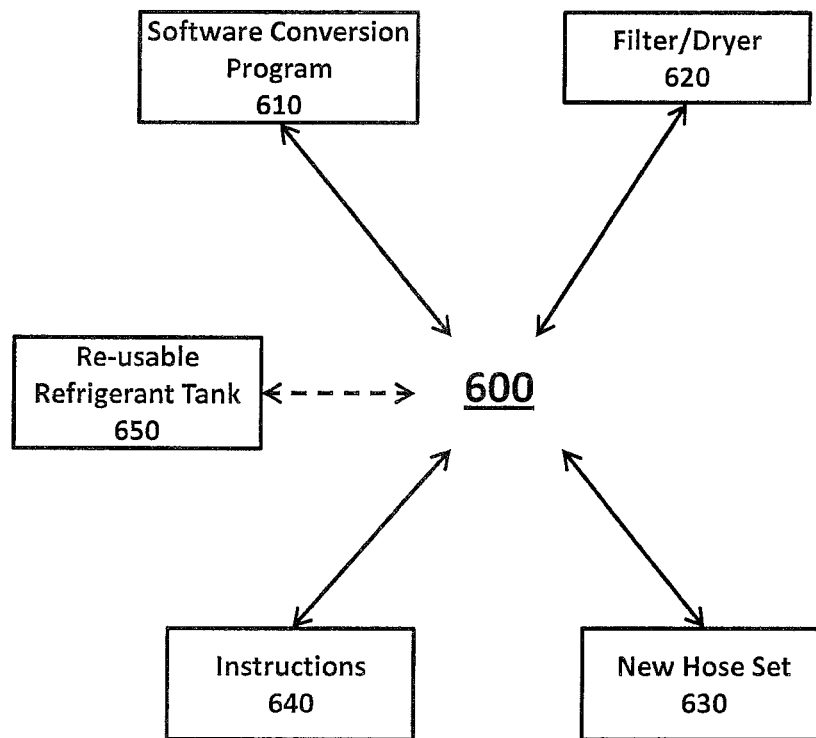 Software Conversion
Program
610
Filter/Dryer
620
Re-usable
Refrigerant Tank
650
600
Instructions
640
New Hose Set
630